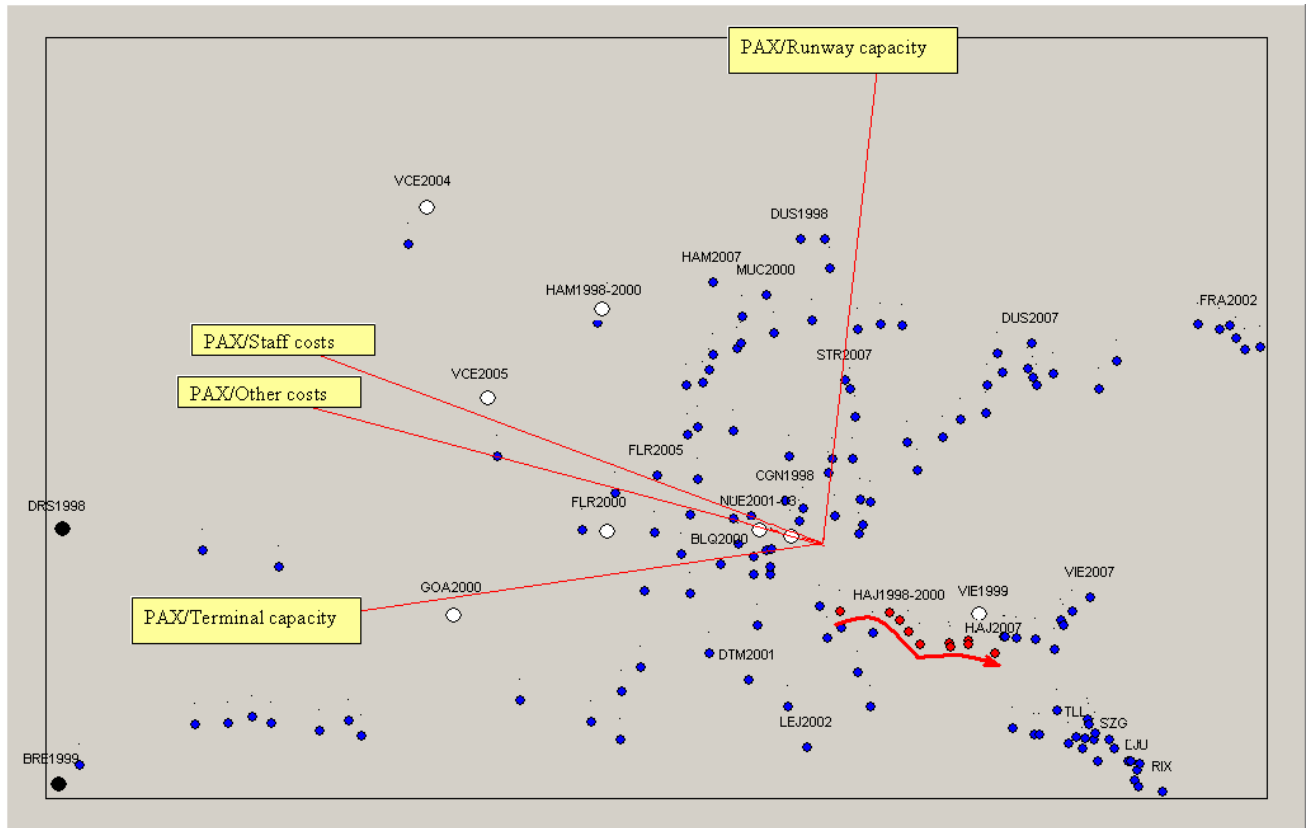 PAX/Runway capacity
VCE2004
DUS1998
HAM2007
MUC2000
HAM1998-2000
FRA2002
DUS2007
PAX/Staff costs
STR2007
VCE2005
PAX/Other costs
FLR2005
CGN1998
DRS1998
FLR2000
NUE2001-03
BLQ2000
VIE2007
GOA2000
HAJ1998-2000
VIE1999
PAX/Terminal capacity
HAJ2007
DTM2001
TLL
LEJ2002
SZG
LJU
BRE1999
RIX